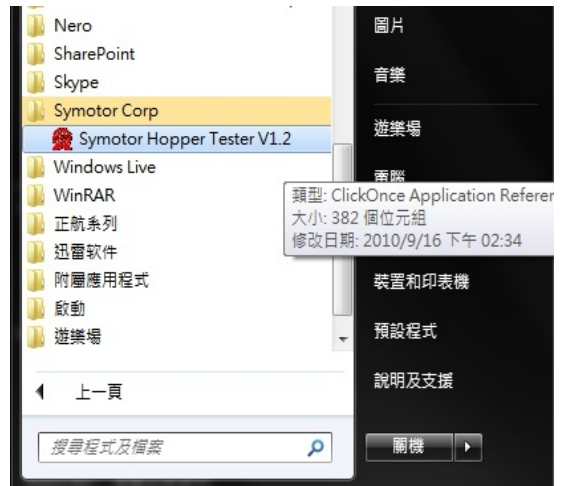 Nero
SharePoint
Skype
Symotor Corp
Symotor Hopper Tester V1.2
Windows Live
WinRAR
正航系列
迅雷软件
附屬應用程式
啟動
遊樂場
上一頁
搜尋程式及檔案
圖片
音樂
遊樂場
電腦
類型: ClickOnce Application Refere
大小: 382 個位元組
修改日期: 2010/9/16 下午 02:34
裝置和印表機
預設程式
說明及支援
關機